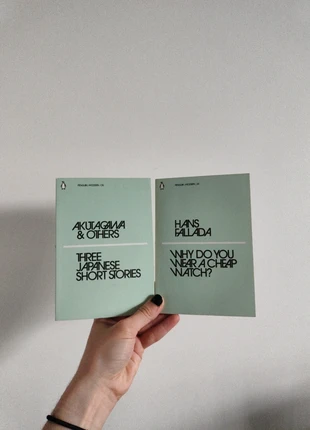 AKUTAGAWA
& OTHERS
THREE
JAPANESE
SHORT STORIES
HANS
FALLADA
WHY DO YOU
WEAR A CHEAP
WATCH?